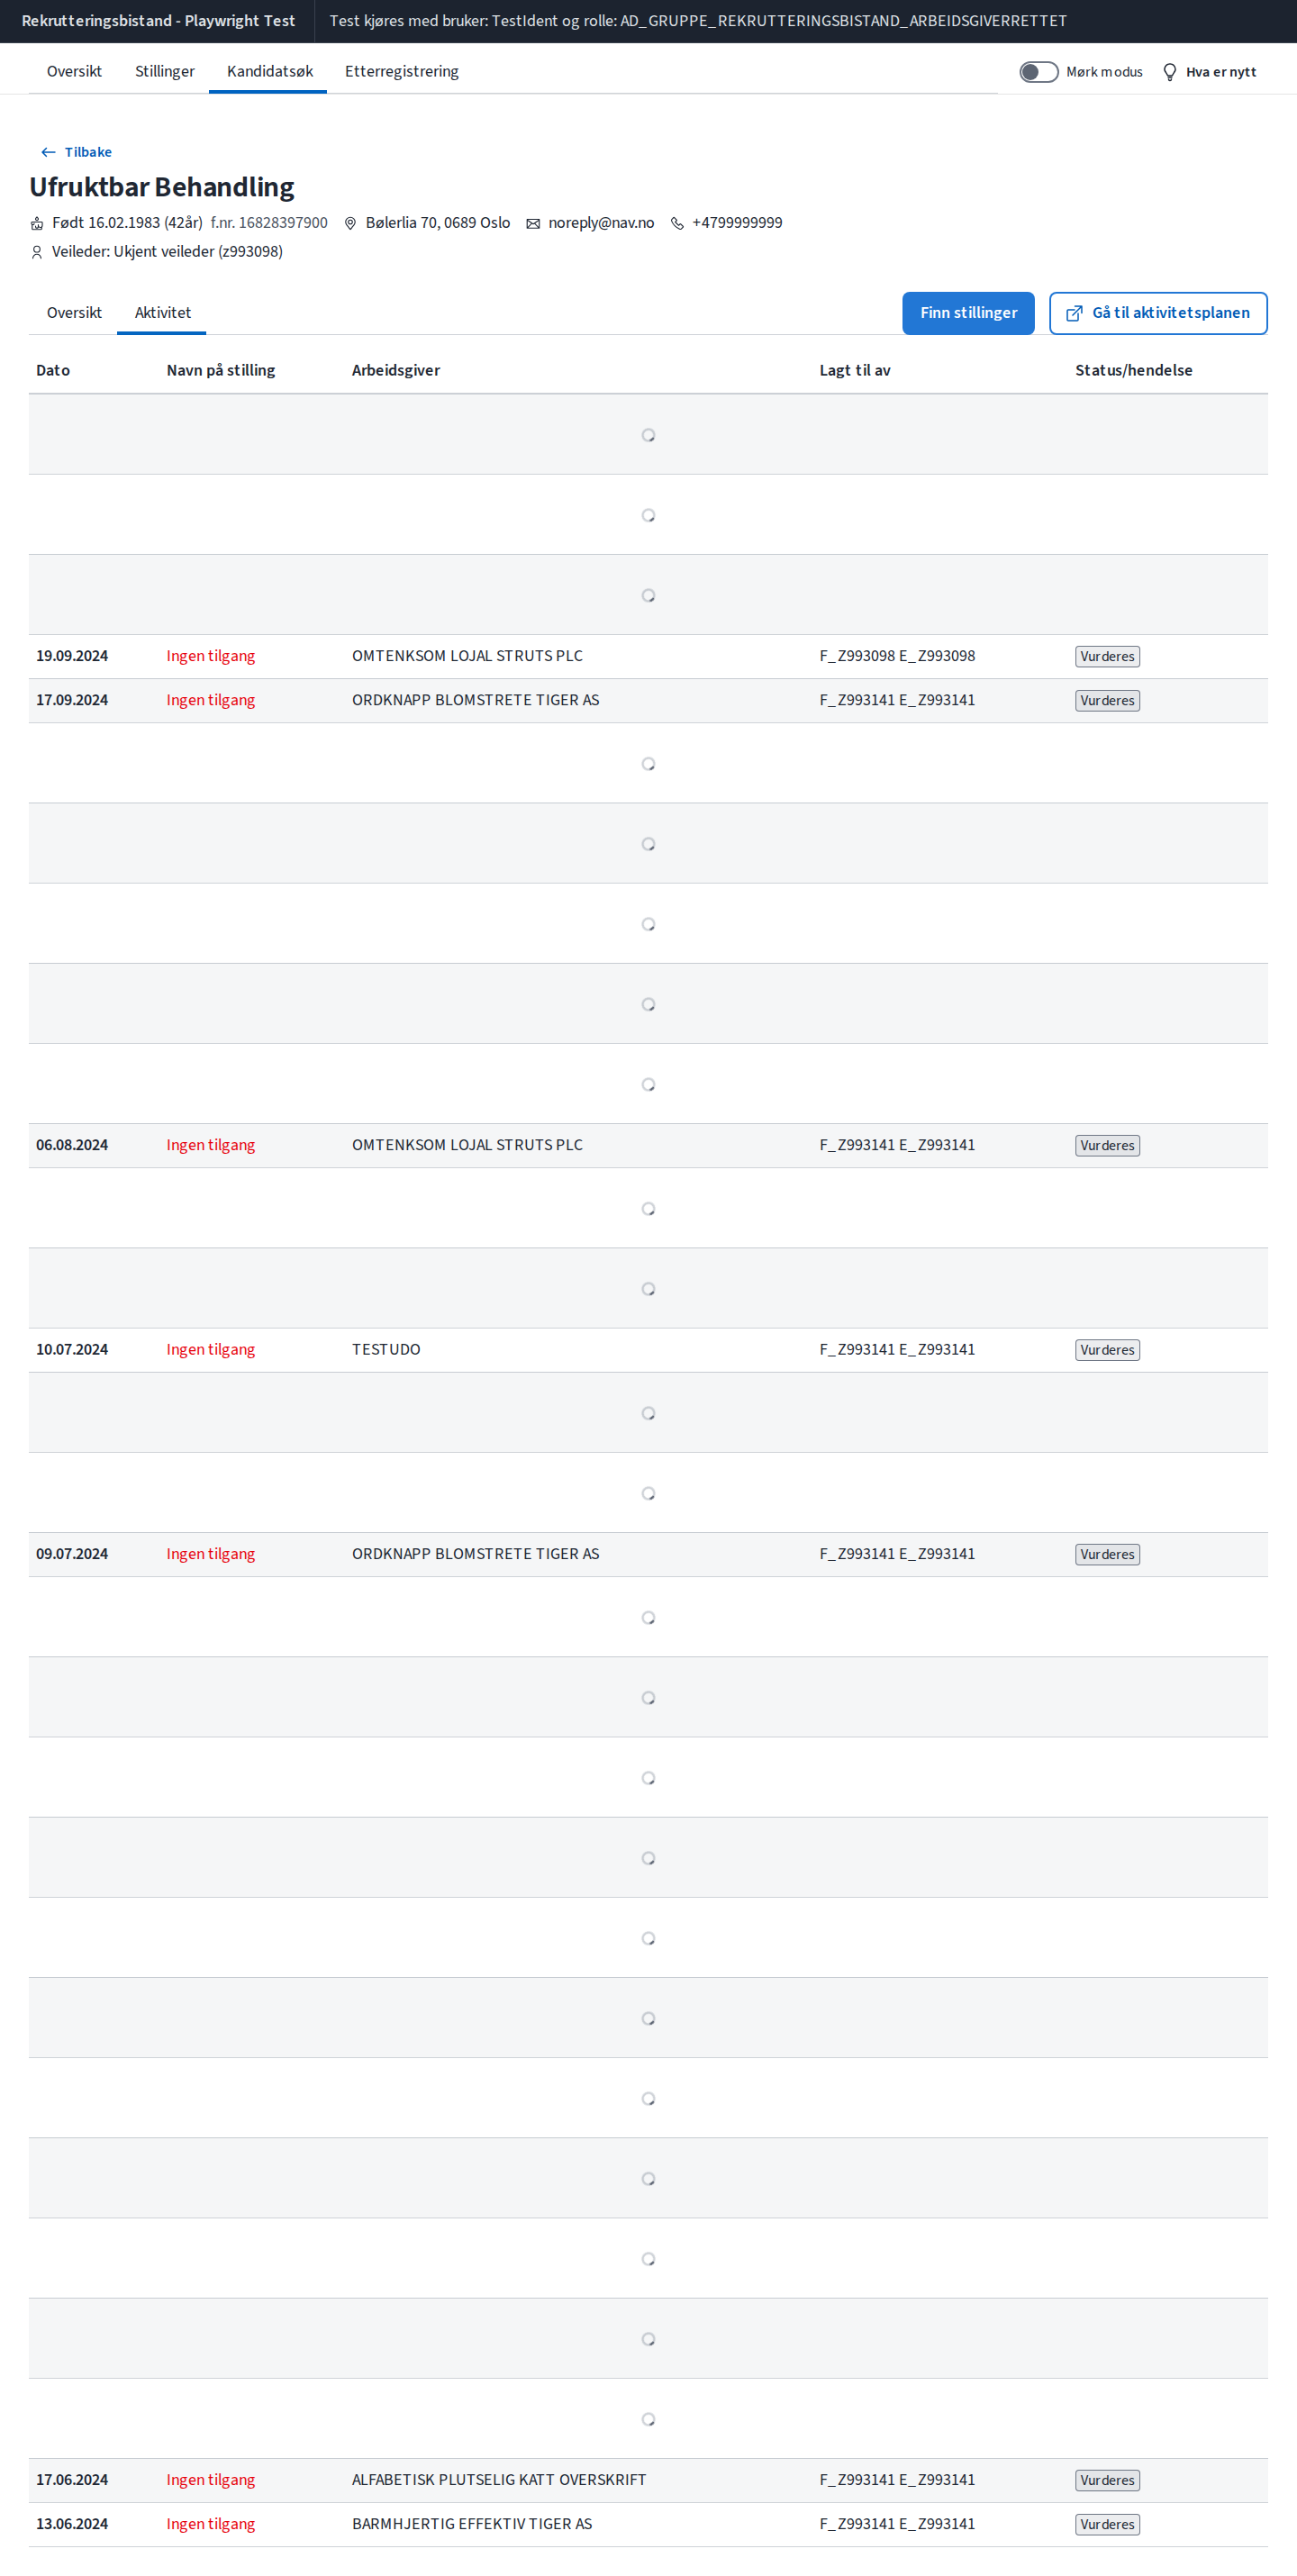 Rekrutteringsbistand - Playwright Test Test kjøres med bruker: TestIdent og rolle: AD_GRUPPE_REKRUTTERINGSBISTAND_ARBEIDSGIVERRETTET
Oversikt Stillinger Kandidatsøk Etterregistrering Mørk modus Hva er nytt
Tilbake
Ufruktbar Behandling
Født 16.02.1983 (42år) f.nr. 16828397900 Bølerlia 70, 0689 Oslo noreply@nav.no +4799999999
Veileder: Ukjent veileder (z993098)
Oversikt Aktivitet Finn stillinger Gå til aktivitetsplanen
Dato Navn på stilling Arbeidsgiver Lagt til av Status/hendelse
19.09.2024 Ingen tilgang OMTENKSOM LOJAL STRUTS PLC F_Z993098 E_Z993098 Vurderes
17.09.2024 Ingen tilgang ORDKNAPP BLOMSTRETE TIGER AS F_Z993141 E_Z993141 Vurderes
06.08.2024 Ingen tilgang OMTENKSOM LOJAL STRUTS PLC F_Z993141 E_Z993141 Vurderes
10.07.2024 Ingen tilgang TESTUDO F_Z993141 E_Z993141 Vurderes
09.07.2024 Ingen tilgang ORDKNAPP BLOMSTRETE TIGER AS F_Z993141 E_Z993141 Vurderes
17.06.2024 Ingen tilgang ALFABETISK PLUTSELIG KATT OVERSKRIFT F_Z993141 E_Z993141 Vurderes
13.06.2024 Ingen tilgang BARMHJERTIG EFFEKTIV TIGER AS F_Z993141 E_Z993141 Vurderes